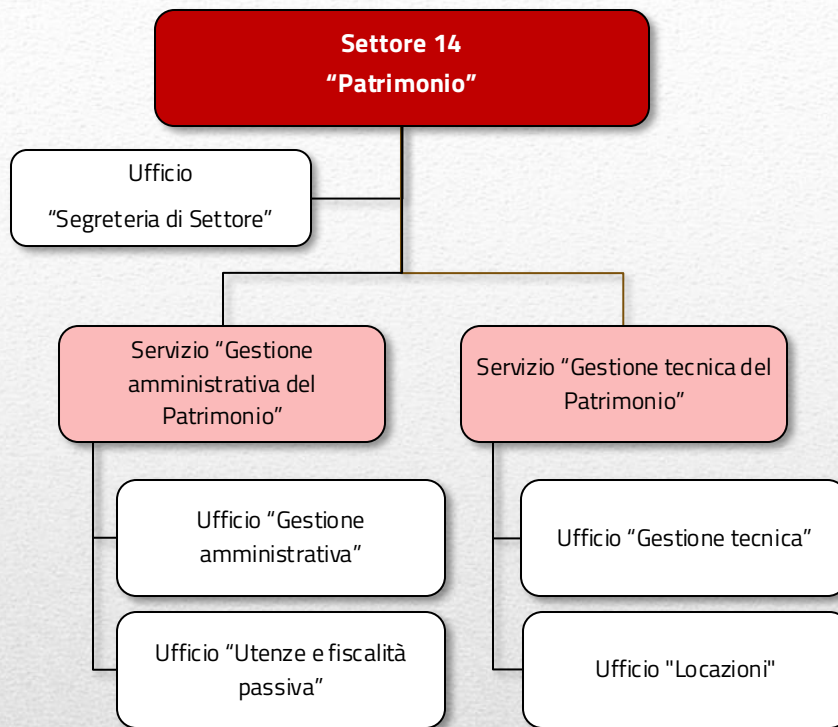 Settore 14
“Patrimonio”
Ufficio
“Segreteria di Settore”
Servizio “Gestione
amministrativa del
Patrimonio”
Servizio “Gestione tecnica del
Patrimonio”
Ufficio “Gestione
amministrativa”
Ufficio “Gestione tecnica”
Ufficio “Utenze e fiscalità
passiva”
Ufficio "Locazioni"